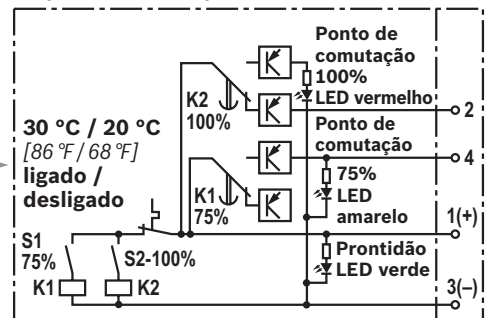 Ponto de
comutação
100%
LED vermelho
K2
100%
2
30 °C / 20 °C
[86 °F / 68 °F]
ligado /
desligado
Ponto de
comutação
4
75%
LED
amarelo
K1
75%
1(+)
S1
75%
S2-100%
Prontidão
LED verde
K1
K2
3(–)